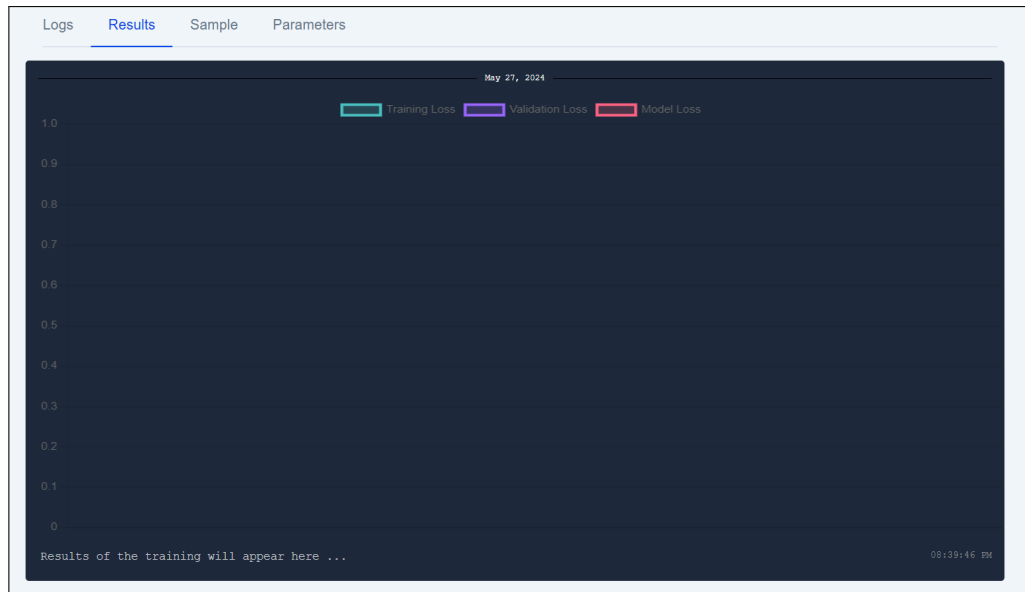 Logs Results Sample Parameters
May 27, 2024
Training Loss Validation Loss Model Loss
1.0
0.9
0.8
0.7
0.6
0.5
0.4
0.3
0.2
0.1
0
Results of the training will appear here ... 08:39:46 PM